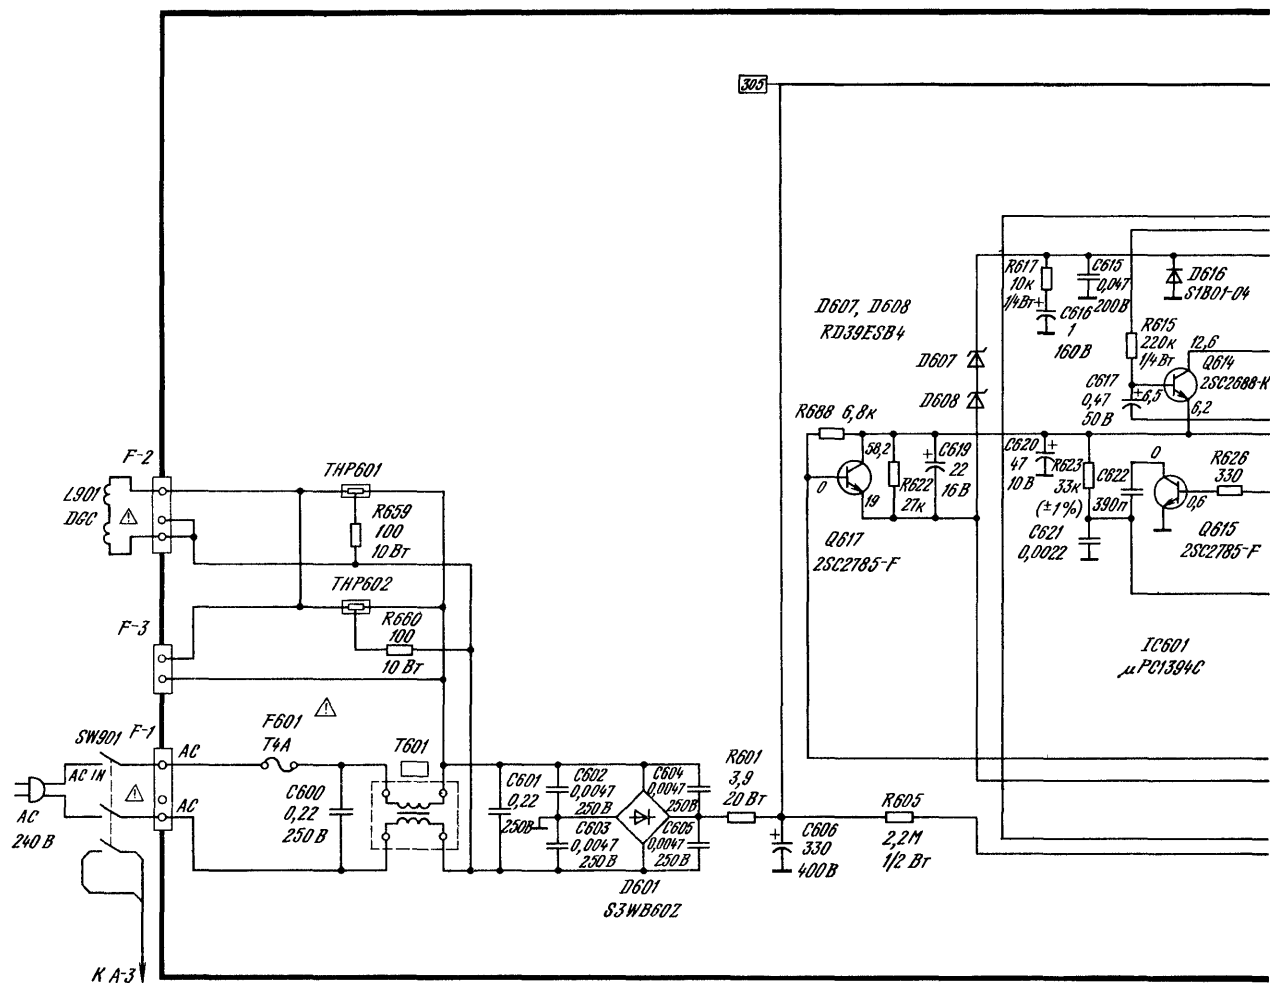 305
R617
10к
1/4Вт
+
C615
0,047
200В
D616
S1B01-04
C616
1
160В
D607, D608
RD39ESB4
R615
220к
1/4Вт
12,6
Q614
2SC2688-K
D607
D608
C617
0,47
50В
+
6,5
6,2
R688 6,8к
58,2
0
19
Q617
2SC2785-F
R622
27к
+
C619
22
16В
C620
47
10В
+
R623
33к
(±1%)
C622
390п
0
R626
330
0,6
Q615
2SC2785-F
C621
0,0022
IC601
μPC1394C
F-2
L901
DGC
⚠
THP601
R659
100
10Вт
THP602
R660
100
10Вт
F-3
F-1
SW901
AC IN
AC
AC
⚠
AC
240В
F601
T4A
⚠
T601
C600
0,22
250В
C601
0,22
250В
C602
0,0047
250В
C603
0,0047
250В
C604
0,0047
250В
C605
0,0047
250В
D601
S3WB60Z
R601
3,9
20Вт
+
C606
330
400В
R605
2,2М
1/2Вт
К А-3